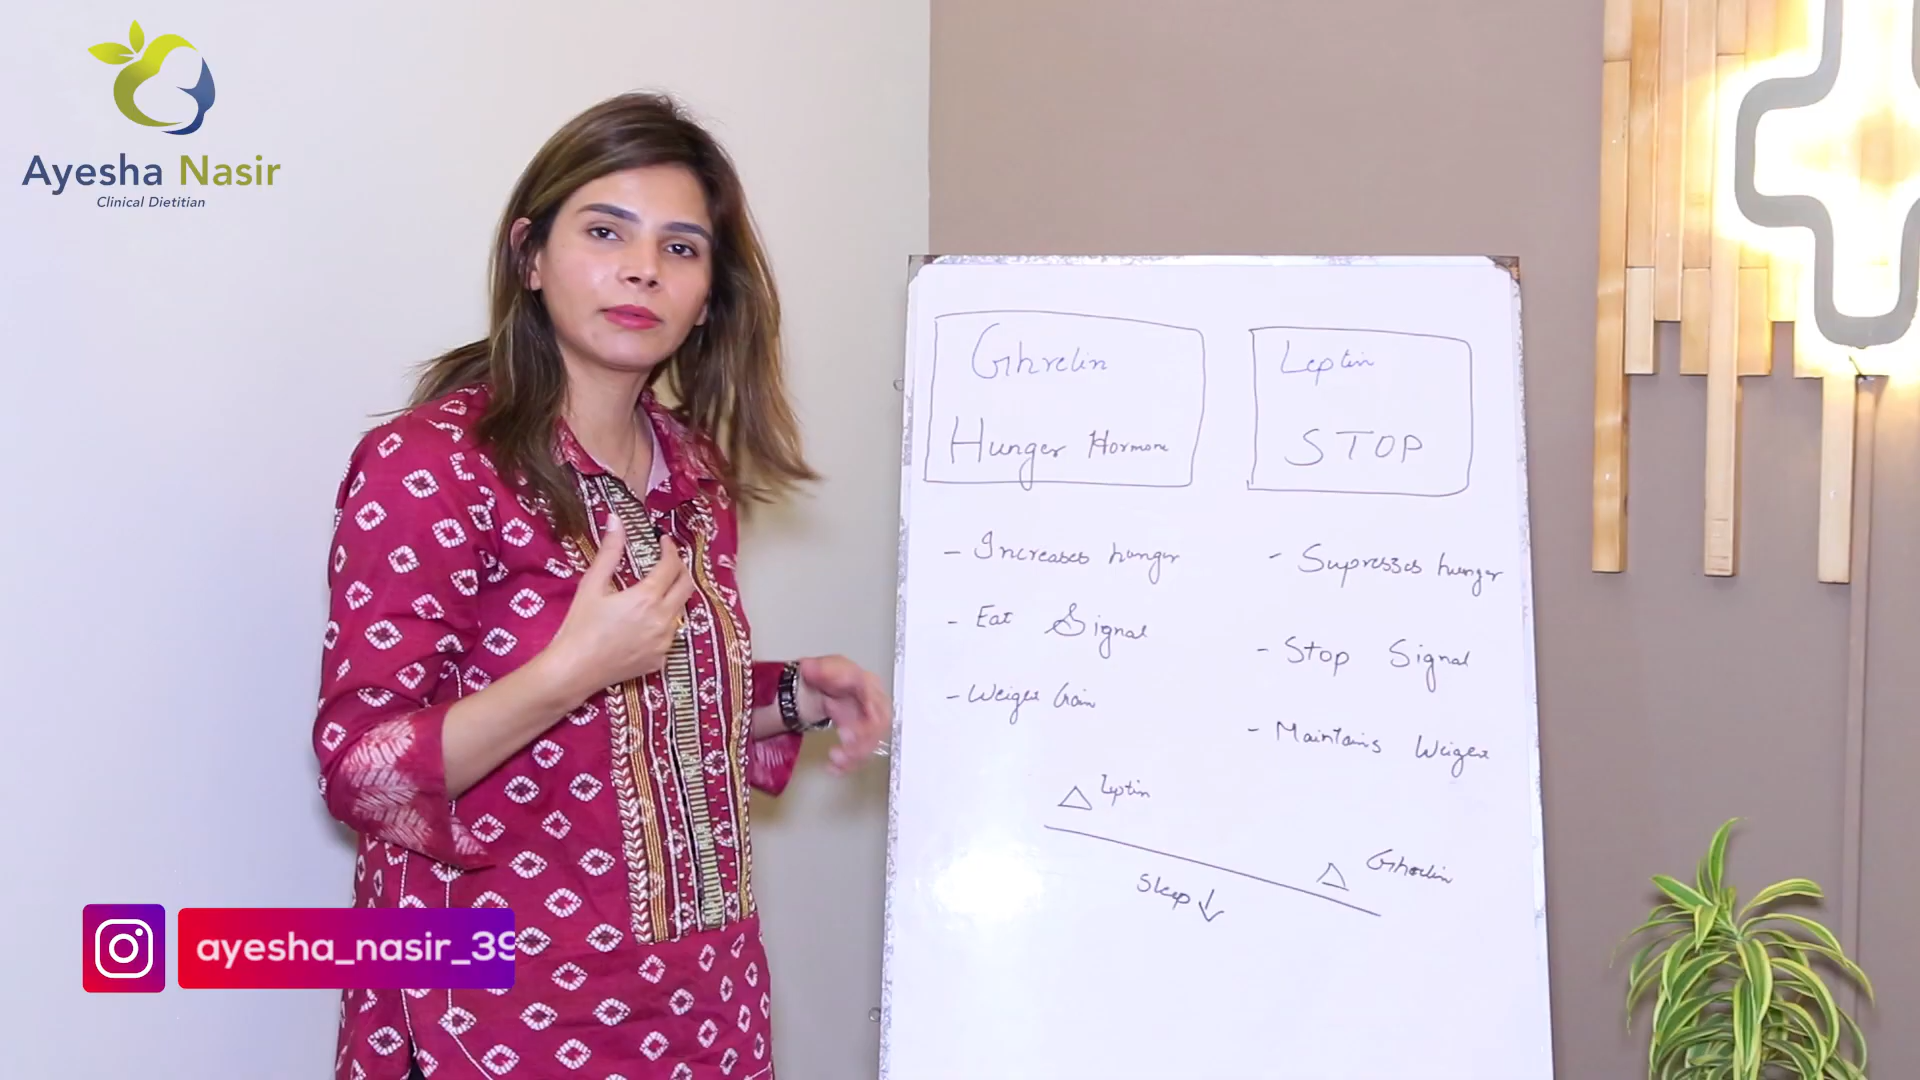 Ayesha Nasir
Clinical Dietitian
Ghrelin
Hunger Hormone
- Increases hunger
- Eat Signal
- Weight Gain
Leptin
STOP
- Supresses hunger
- Stop Signal
- Maintains Weight
Leptin
Ghrelin
Sleep ↓
ayesha_nasir_39